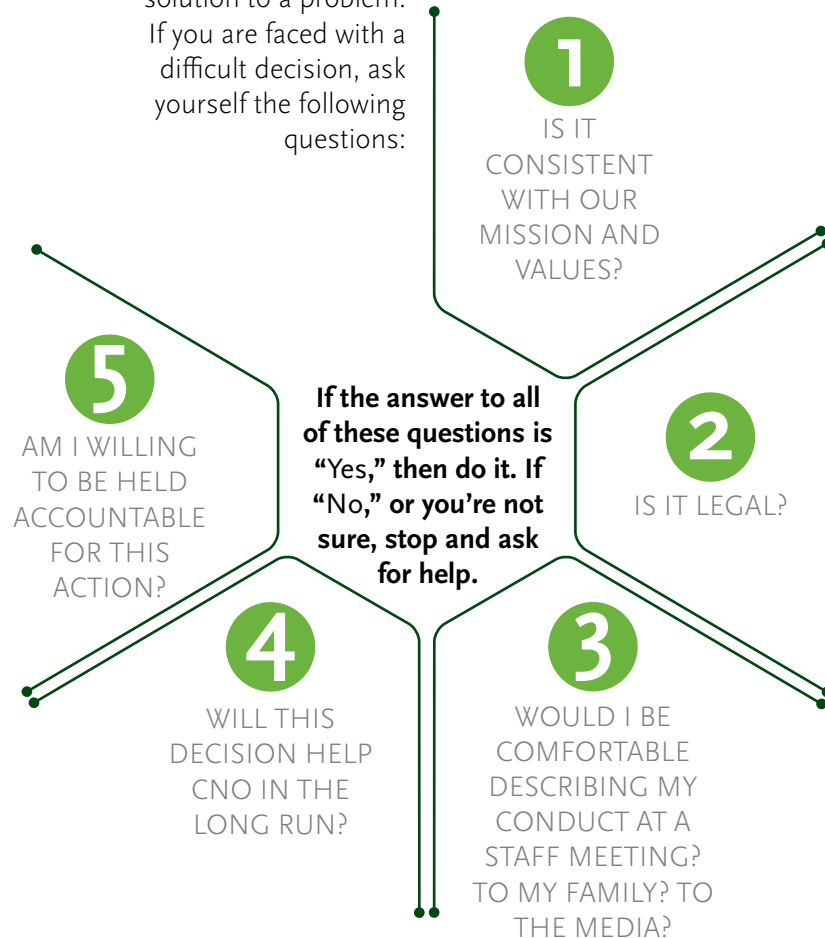 solution to a problem.
If you are faced with a
difficult decision, ask
yourself the following
questions:
1
IS IT
CONSISTENT
WITH OUR
MISSION AND
VALUES?
2
IS IT LEGAL?
3
WOULD I BE
COMFORTABLE
DESCRIBING MY
CONDUCT AT A
STAFF MEETING?
TO MY FAMILY? TO
THE MEDIA?
4
WILL THIS
DECISION HELP
CNO IN THE
LONG RUN?
5
AM I WILLING
TO BE HELD
ACCOUNTABLE
FOR THIS
ACTION?
If the answer to all
of these questions is
“Yes,” then do it. If
“No,” or you’re not
sure, stop and ask
for help.